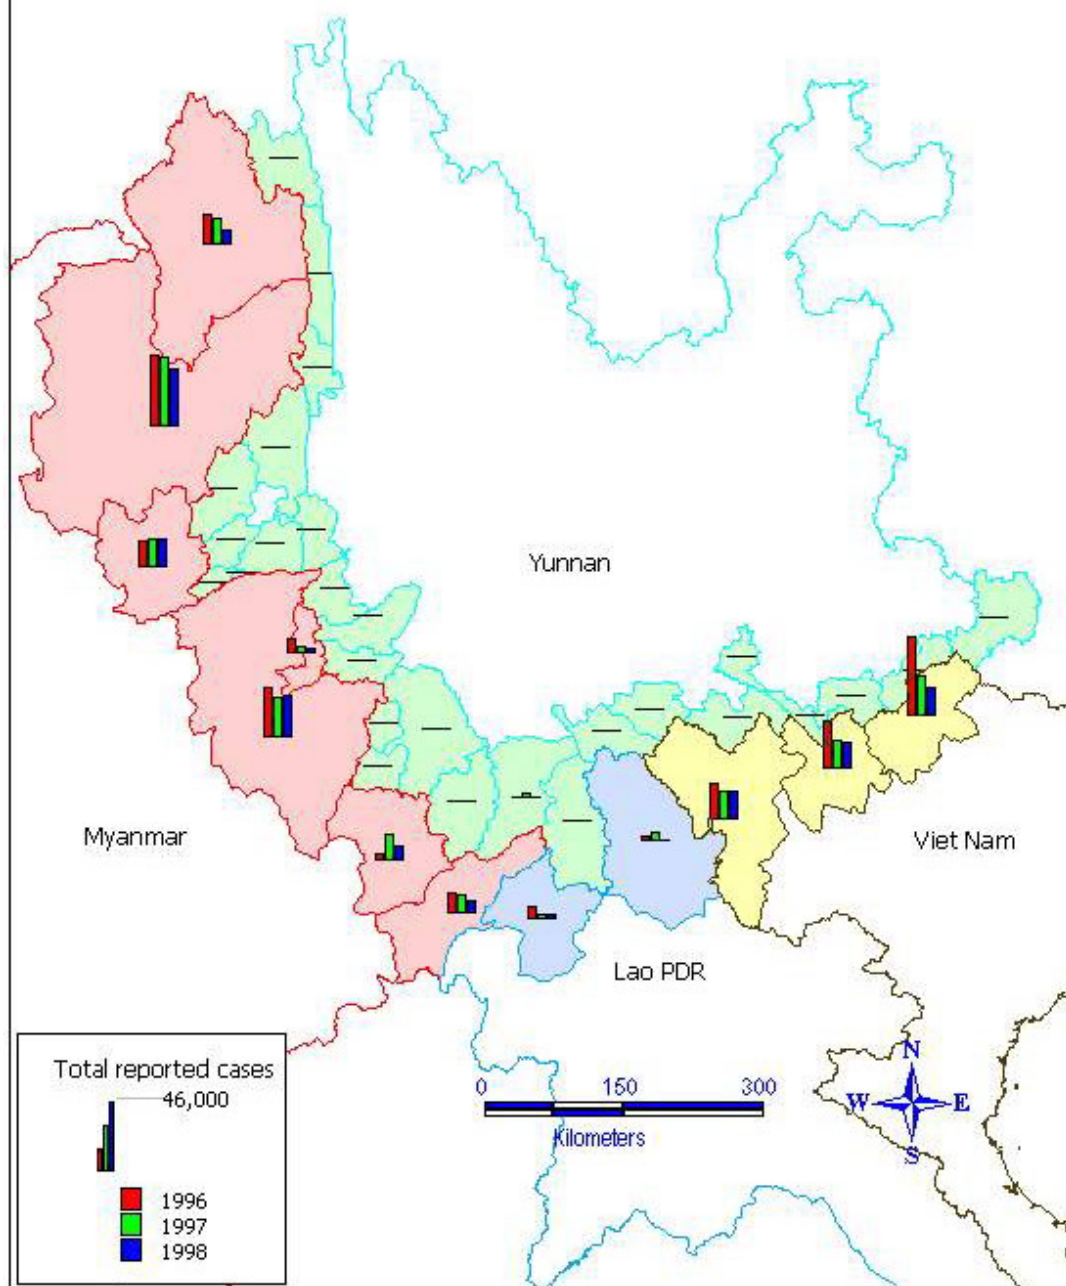 Yunnan
Myanmar
Viet Nam
Lao PDR
Total reported cases
46,000
1996
1997
1998
0 150 300
Kilometers
N
W E
S